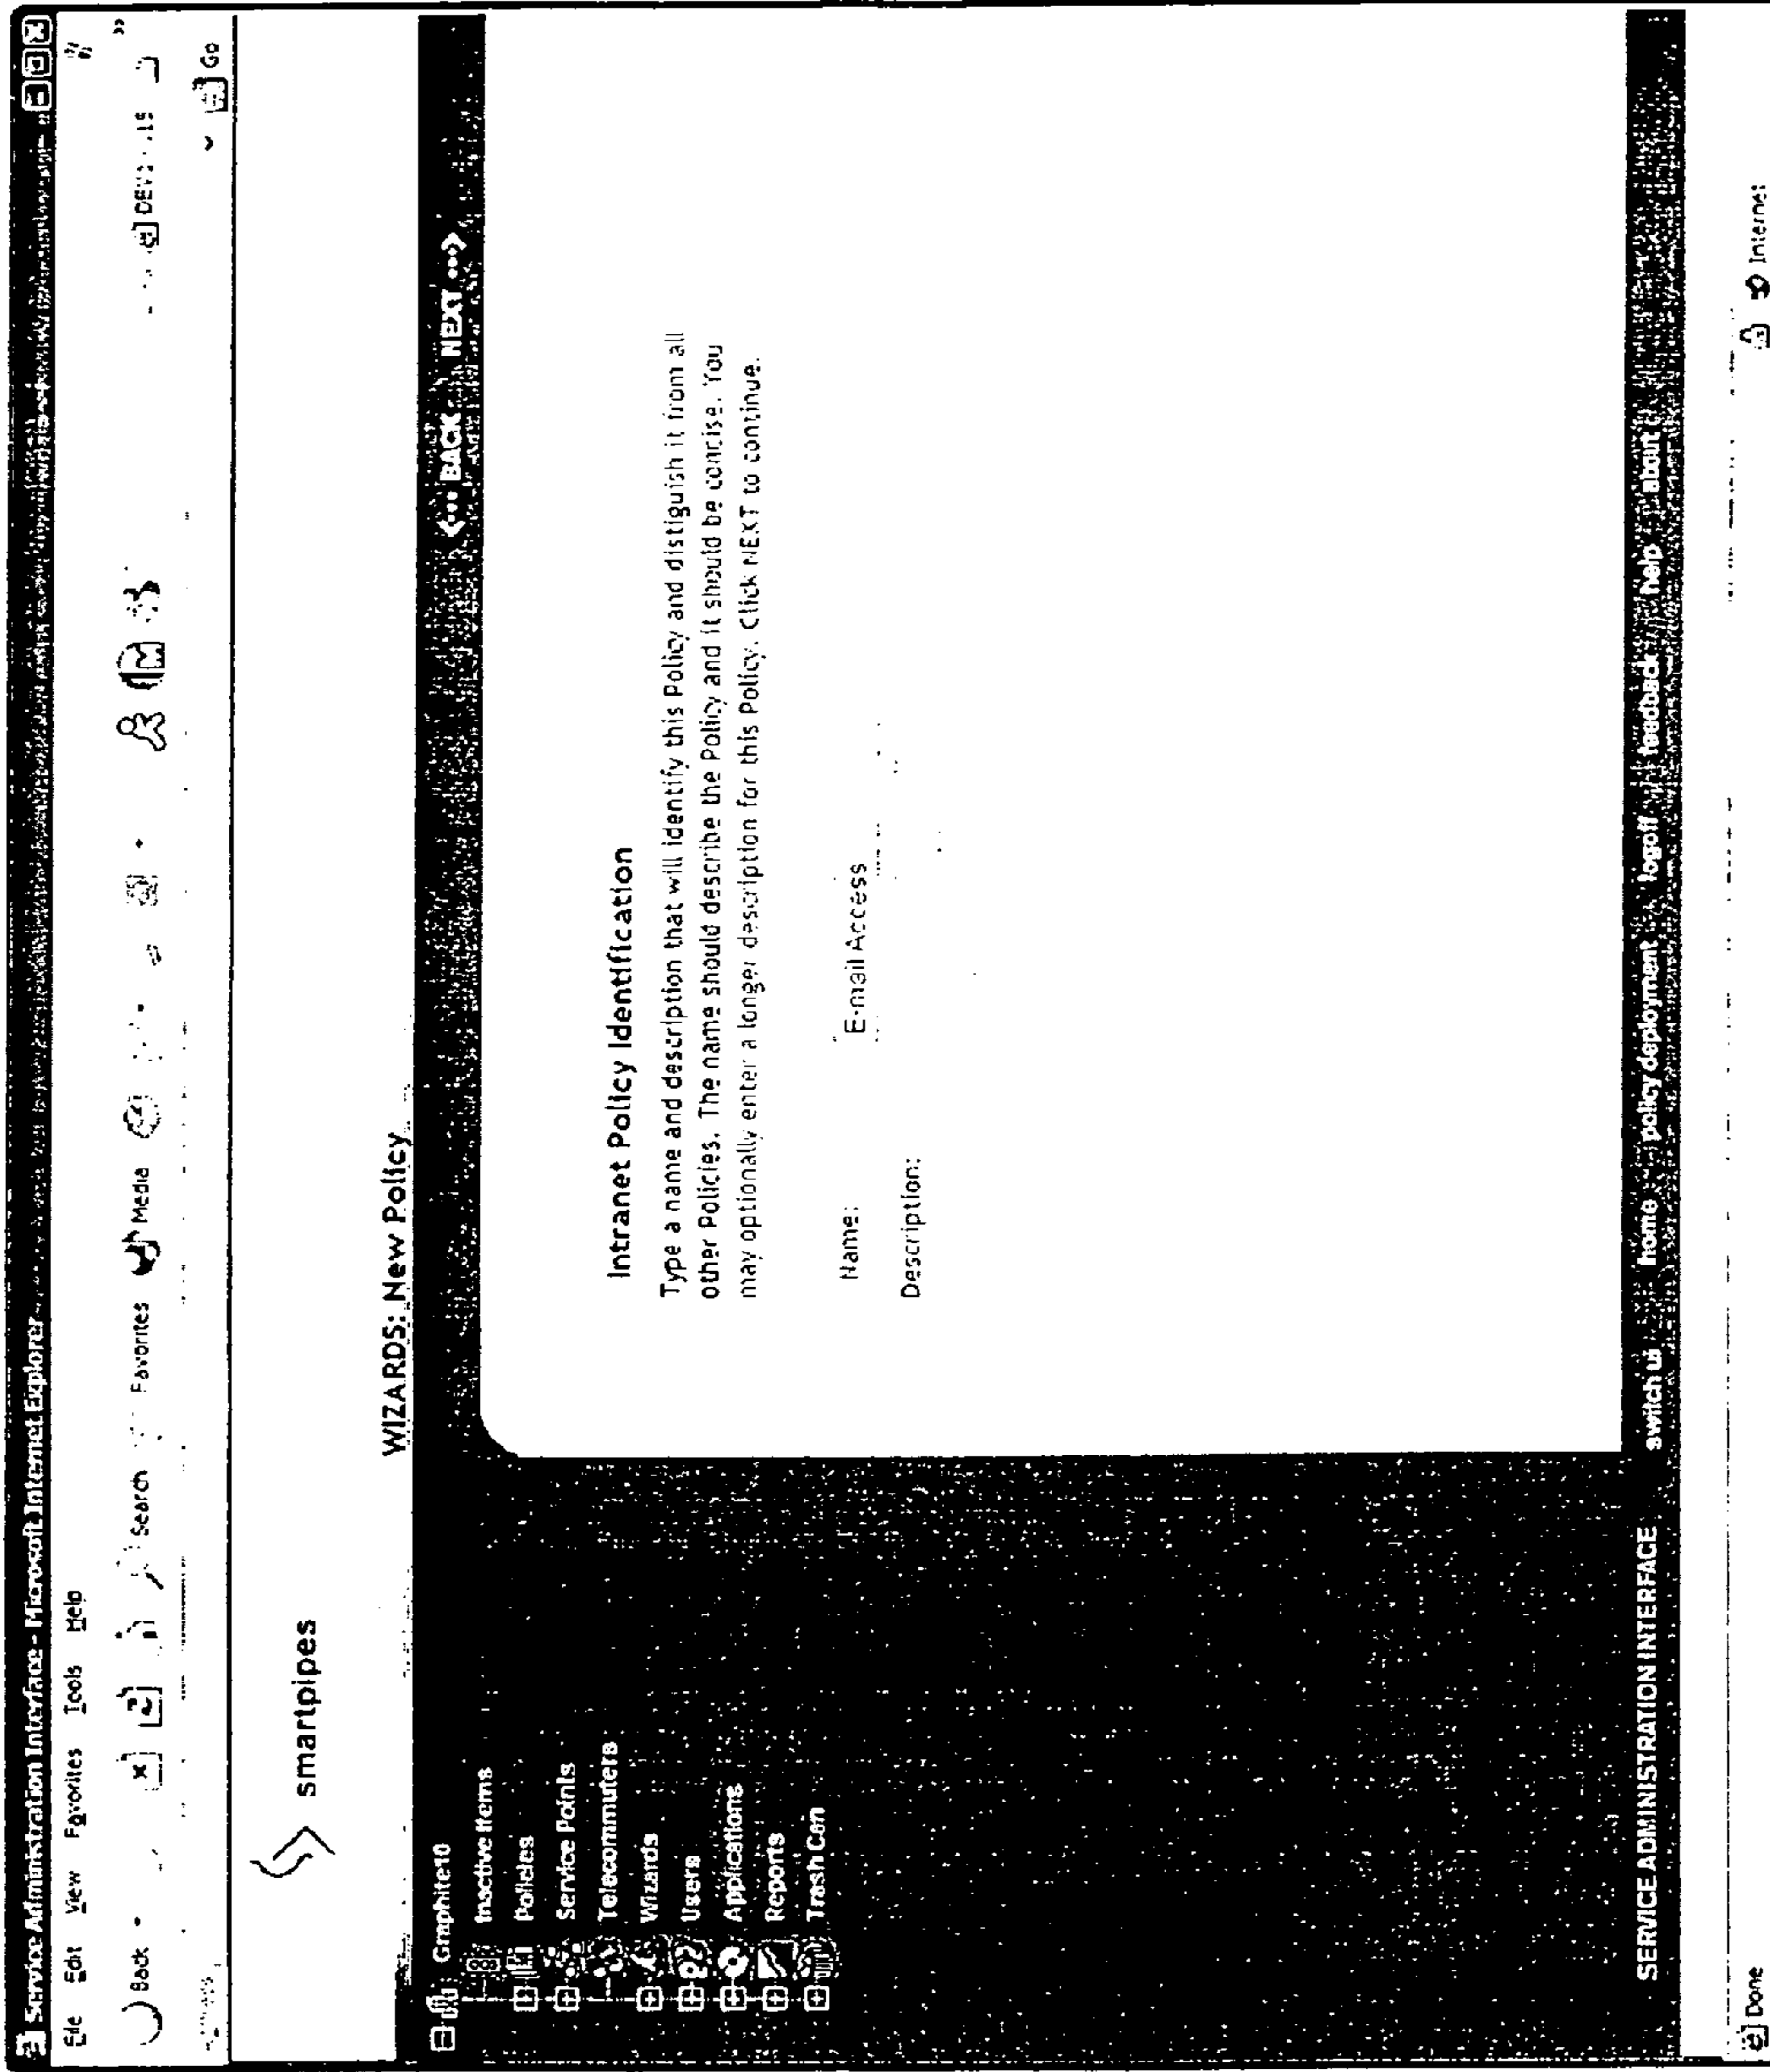 Service Administration Interface - Microsoft Internet Explorer
File Edit View Favorites Tools Help
Back Search Favorites Media
DEV
Go
smartpipes
WIZARDS: New Policy
<··· BACK NEXT ···>
Graphite10
Inactive Items
Policies
Service Points
Telecommuters
Wizards
Users
Applications
Reports
Trash Can
Intranet Policy Identification
Type a name and description that will identify this Policy and distiguish it from all
other Policies. The name should describe the Policy and it should be concise. You
may optionally enter a longer description for this Policy. Click NEXT to continue.
Name: E-mail Access
Description:
SERVICE ADMINISTRATION INTERFACE
switch ui home policy deployment logoff feedback help about
Done Internet